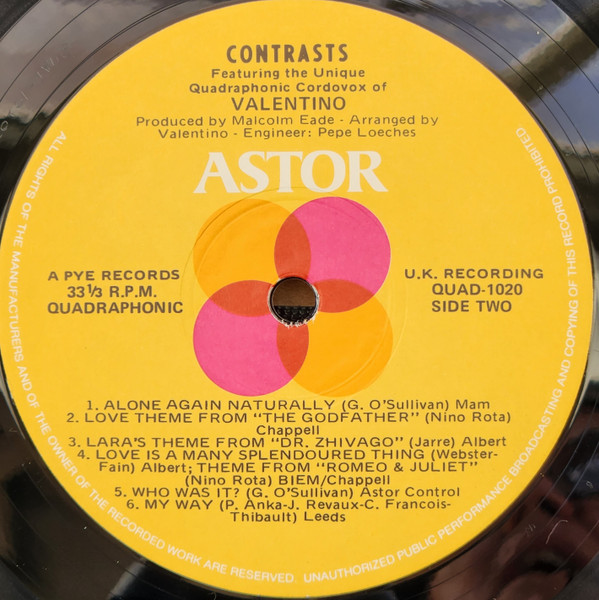 CONTRASTS
Featuring the Unique
Quadraphonic Cordovox of
VALENTINO
Produced by Malcolm Eade - Arranged by
Valentino - Engineer: Pepe Loeches
ASTOR
A PYE RECORDS
33⅓ R.P.M.
QUADRAPHONIC
U.K. RECORDING
QUAD-1020
SIDE TWO
1. ALONE AGAIN NATURALLY (G. O'Sullivan) Mam
2. LOVE THEME FROM "THE GODFATHER" (Nino Rota)
Chappell
3. LARA'S THEME FROM "DR. ZHIVAGO" (Jarre) Albert
4. LOVE IS A MANY SPLENDOURED THING (Webster-
Fain) Albert; THEME FROM "ROMEO & JULIET"
(Nino Rota) BIEM/Chappell
5. WHO WAS IT? (G. O'Sullivan) Astor Control
6. MY WAY (P. Anka-J. Revaux-C. Francois-
Thibault) Leeds
ALL RIGHTS OF THE MANUFACTURERS AND OF THE OWNER OF THE RECORDED WORK ARE RESERVED. UNAUTHORIZED PUBLIC PERFORMANCE BROADCASTING AND COPYING OF THIS RECORD PROHIBITED